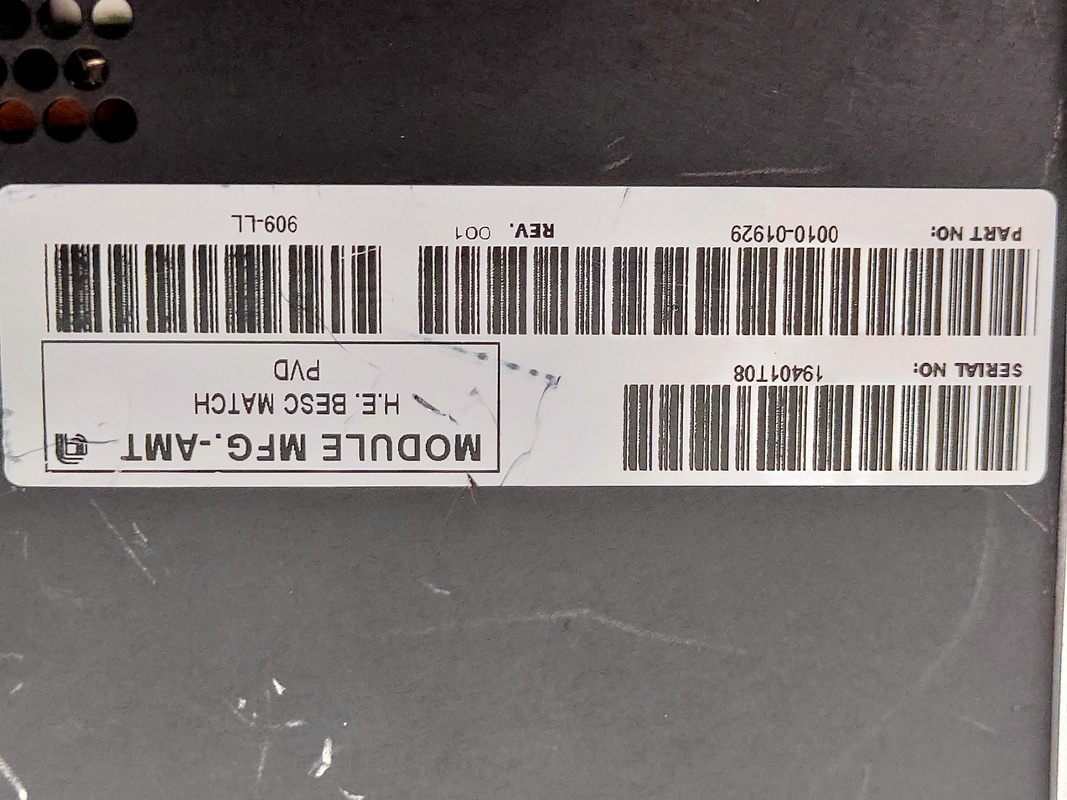 MODULE MFG.-AMT
H.E. BESC MATCH
PVD
SERIAL NO: 19401T08
PART NO: 0010-01929 REV. 001
909-LL